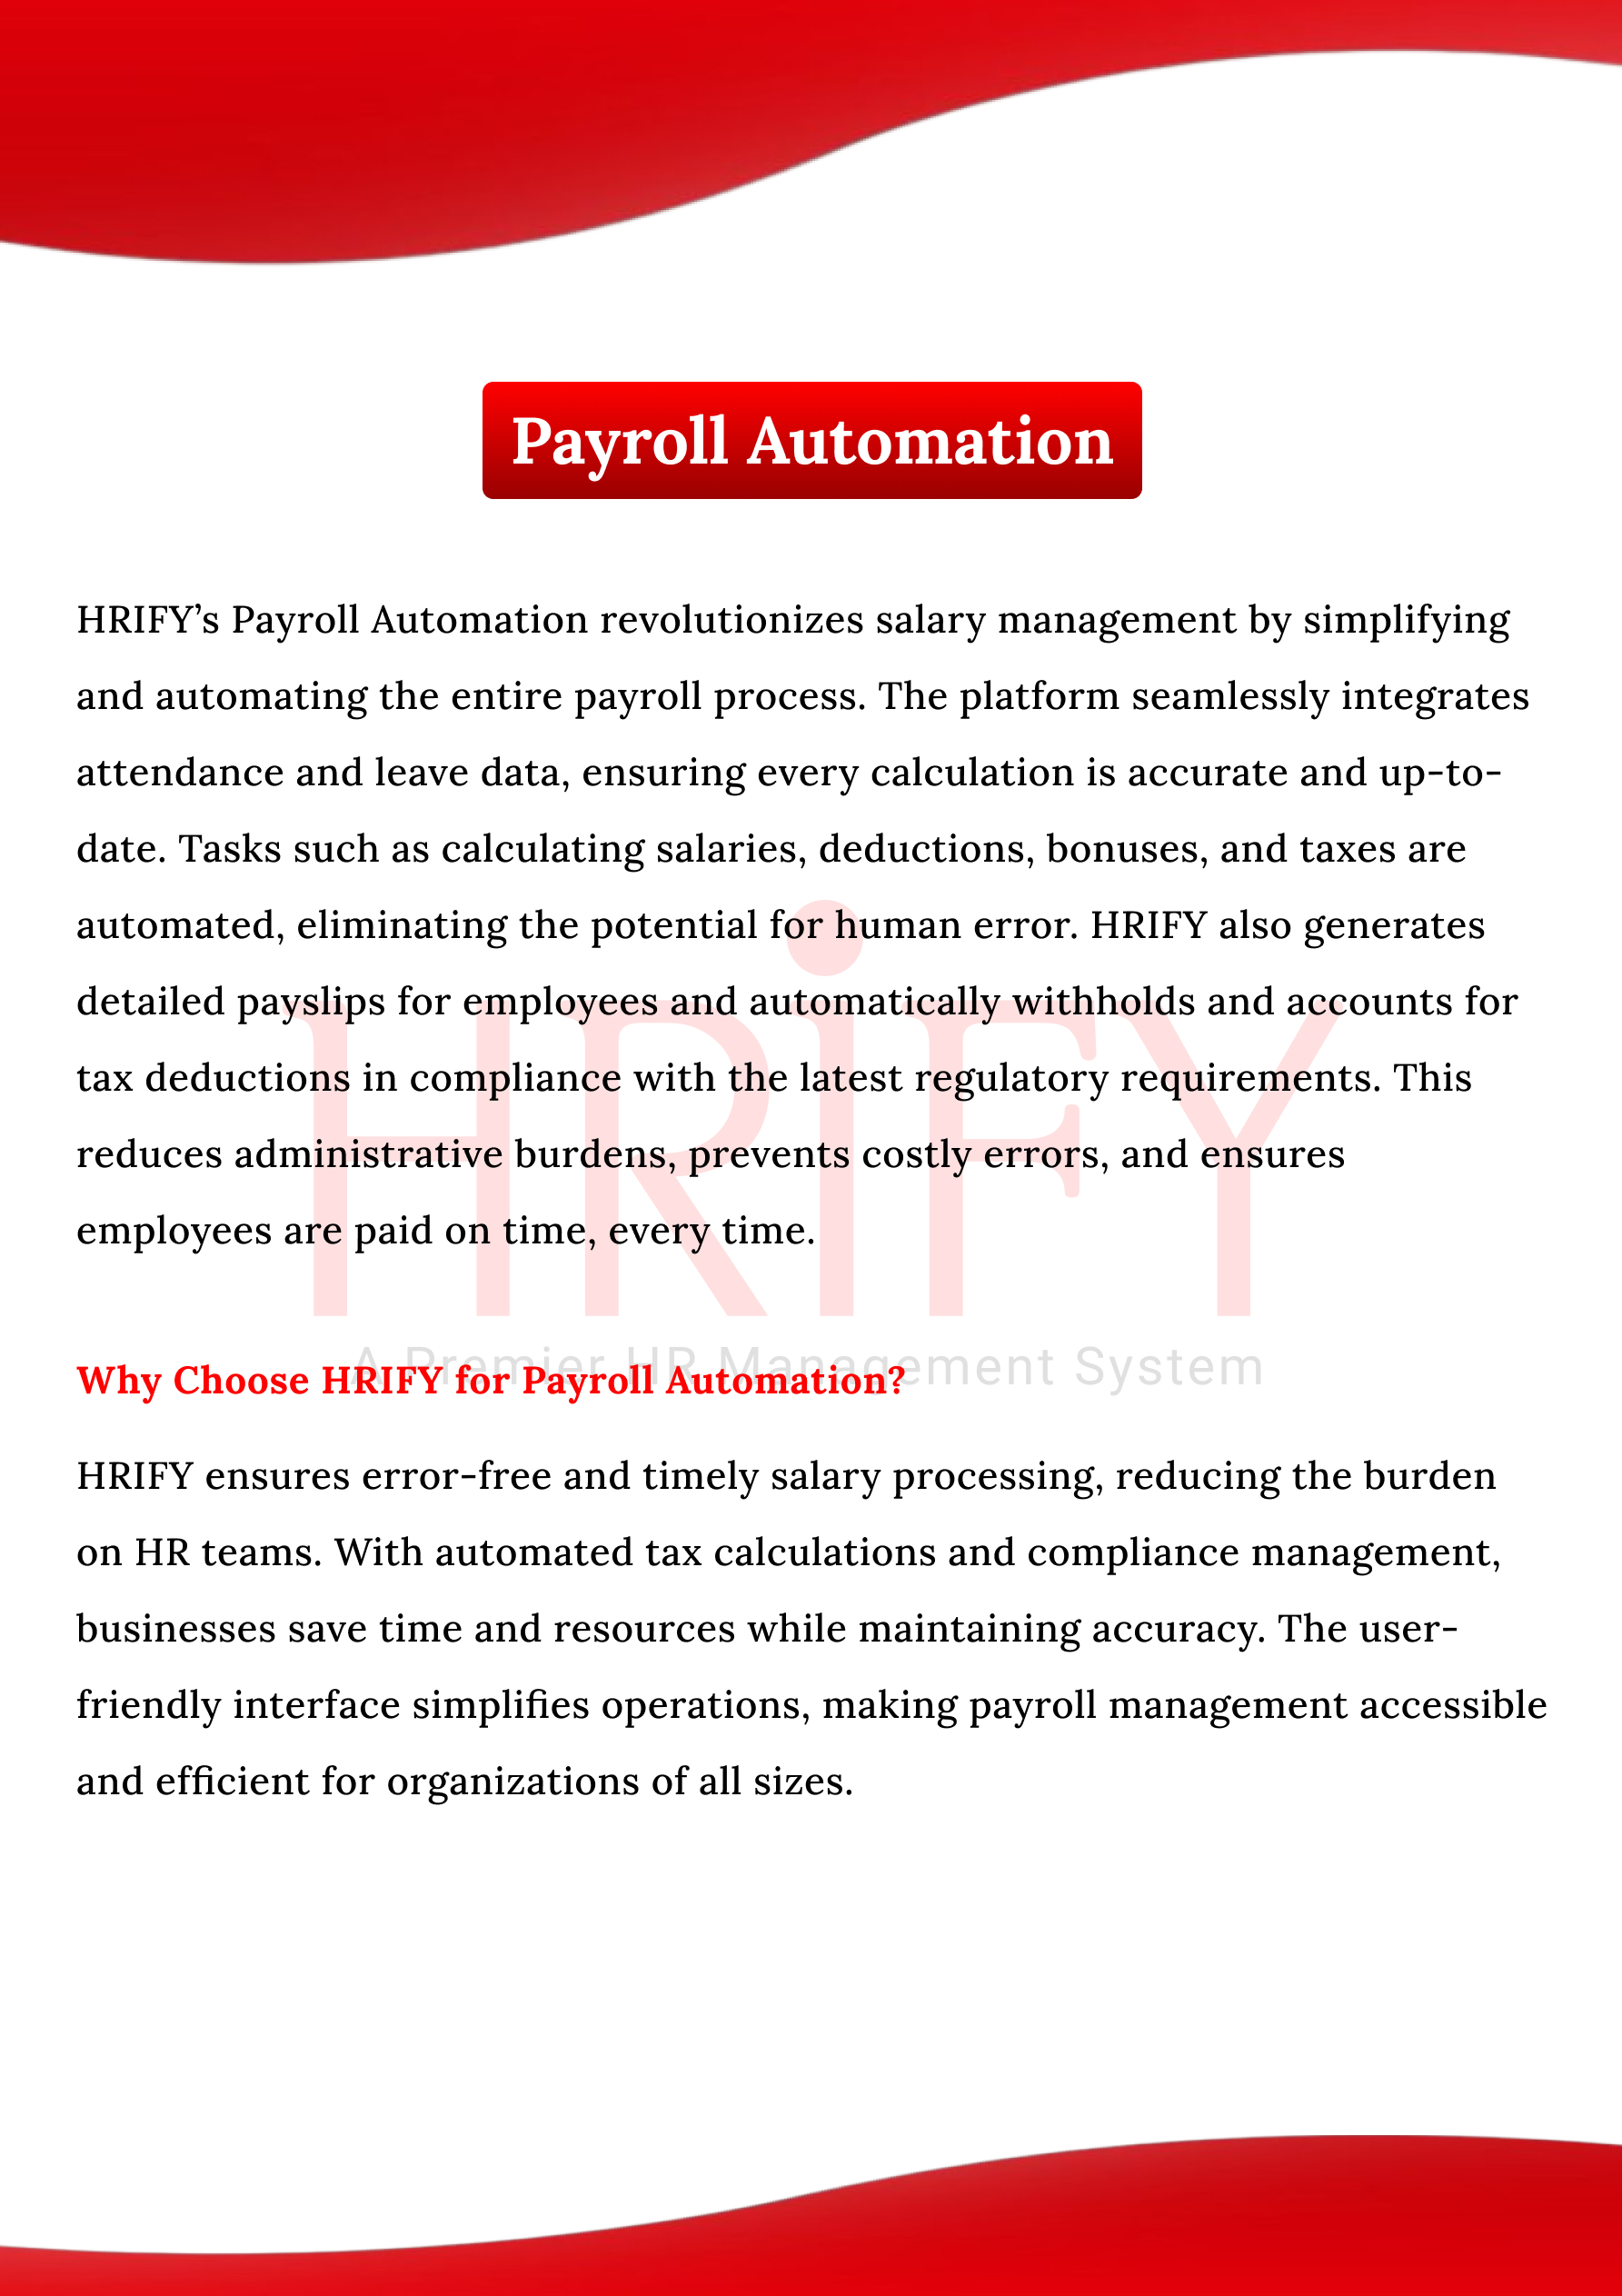 Payroll Automation
HRIFY’s Payroll Automation revolutionizes salary management by simplifying
and automating the entire payroll process. The platform seamlessly integrates
attendance and leave data, ensuring every calculation is accurate and up-to-
date. Tasks such as calculating salaries, deductions, bonuses, and taxes are
automated, eliminating the potential for human error. HRIFY also generates
detailed payslips for employees and automatically withholds and accounts for
tax deductions in compliance with the latest regulatory requirements. This
reduces administrative burdens, prevents costly errors, and ensures
employees are paid on time, every time.
HRiFY
A Premier HR Management System
Why Choose HRIFY for Payroll Automation?
HRIFY ensures error-free and timely salary processing, reducing the burden
on HR teams. With automated tax calculations and compliance management,
businesses save time and resources while maintaining accuracy. The user-
friendly interface simplifies operations, making payroll management accessible
and efficient for organizations of all sizes.